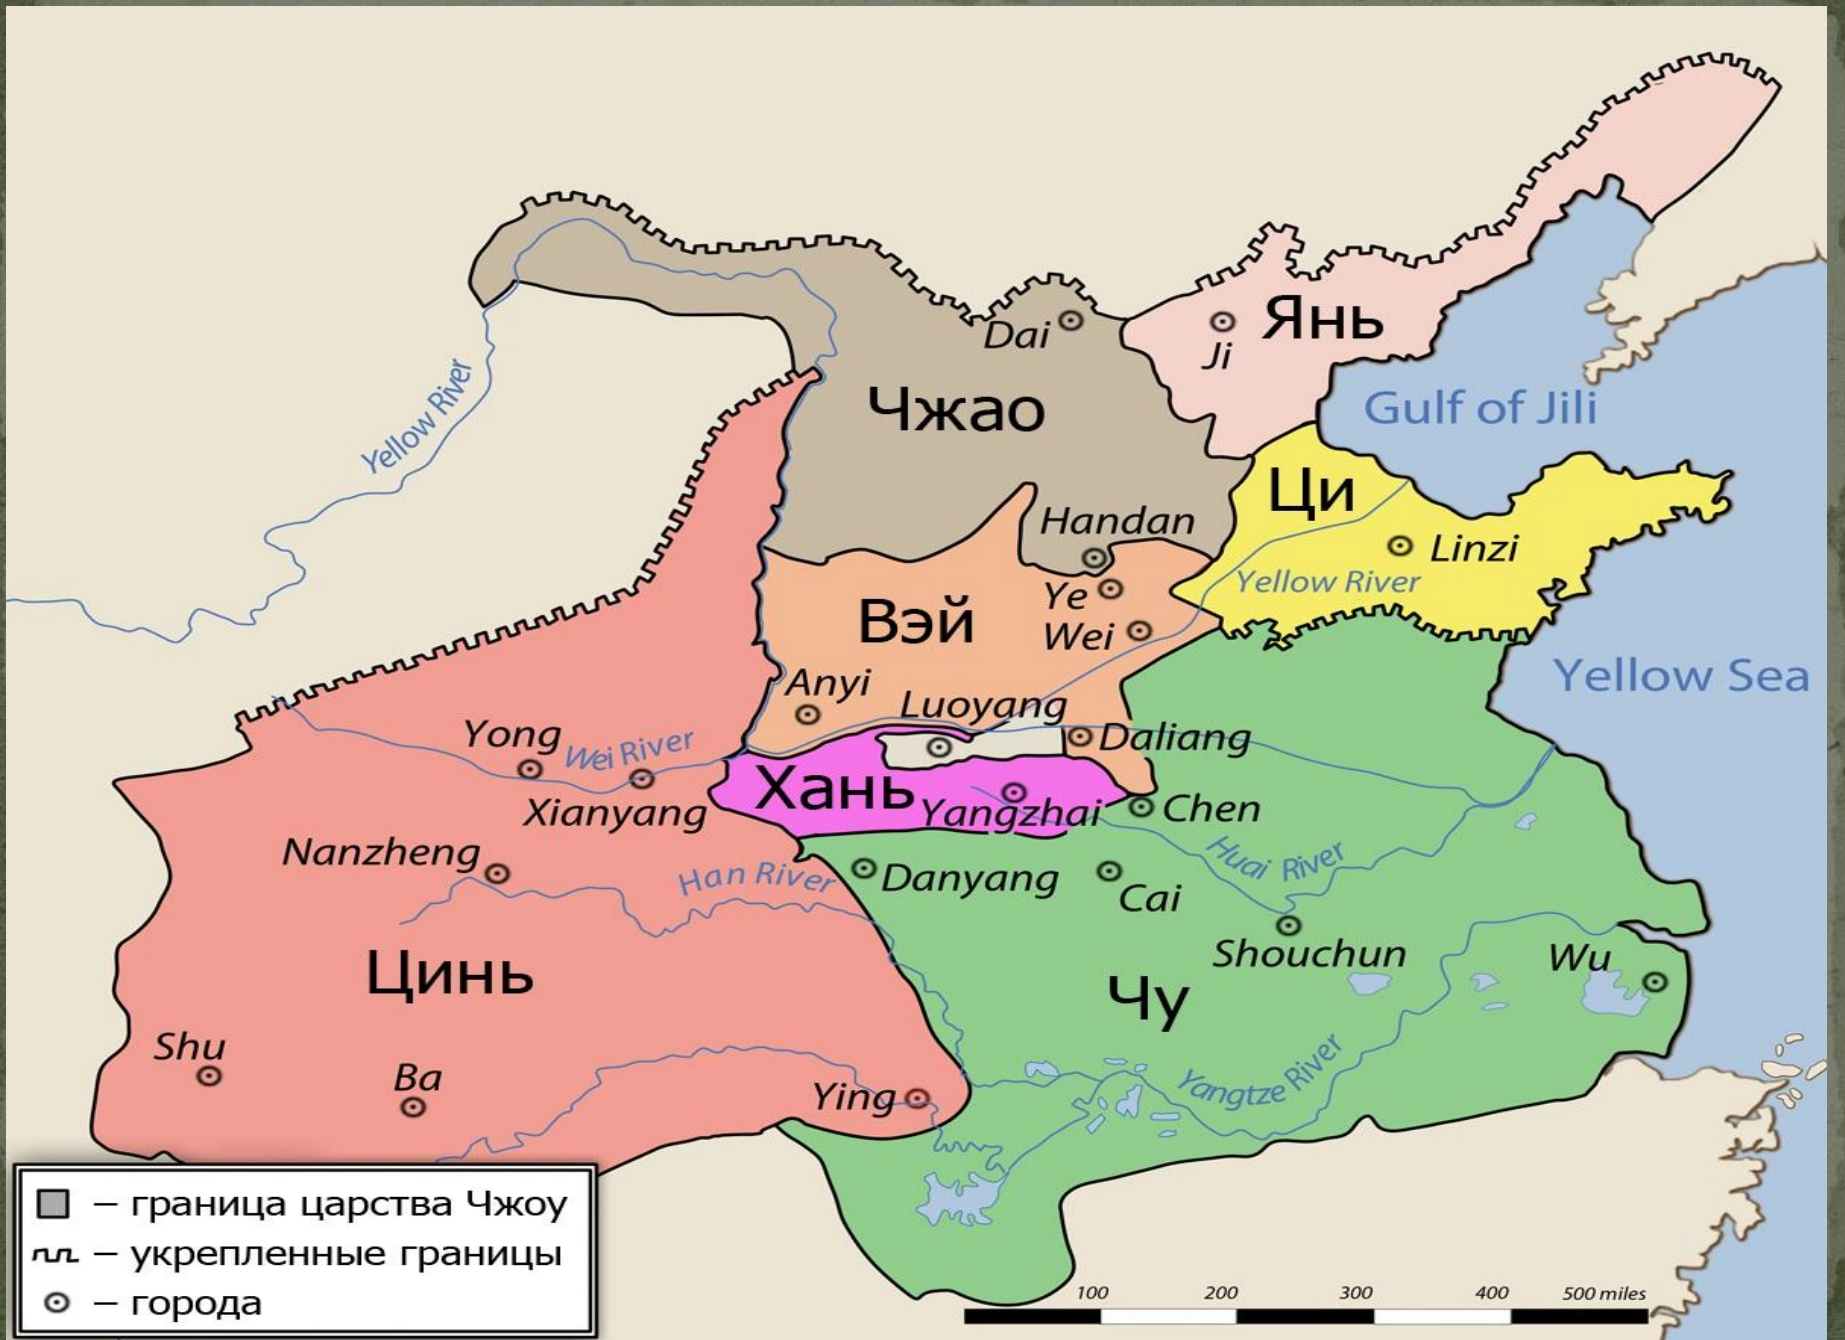 Dai
Ji
Янь
Yellow River
Чжао
Gulf of Jili
Ци
Handan
Linzi
Yellow River
Ye
Вэй
Wei
Yellow Sea
Anyi
Luoyang
Yong
Wei River
Daliang
Хань
Xianyang
Yangzhai
Chen
Nanzheng
Huai River
Han River
Danyang
Cai
Shouchun
Wu
Цинь
Чу
Shu
Ba
Ying
Yangtze River
– граница царства Чжоу
– укрепленные границы
– города
100 200 300 400 500 miles